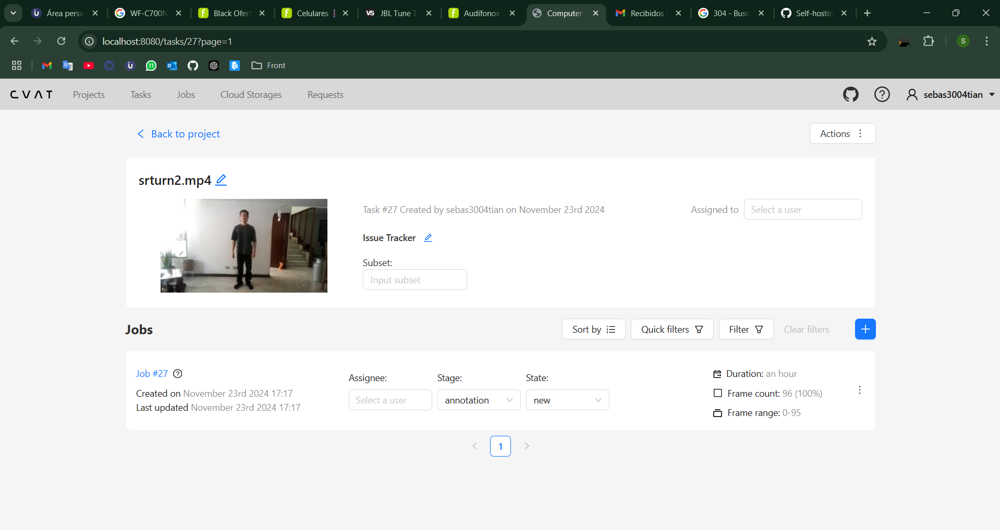 Área perso
WF-C700N
Black Ofer
Celulares
VS JBL Tune 7
Audífonos
Computer
Recibidos
304 - Busc
Self-hostin
localhost:8080/tasks/27?page=1
S
11
Front
CVAT
Projects
Tasks
Jobs
Cloud Storages
Requests
sebas3004tian
Back to project
Actions
srturn2.mp4
Task #27 Created by sebas3004tian on November 23rd 2024
Assigned to
Select a user
Issue Tracker
Subset:
Input subset
Jobs
Sort by
Quick filters
Filter
Clear filters
Job #27
Created on November 23rd 2024 17:17
Last updated November 23rd 2024 17:17
Assignee:
Select a user
Stage:
annotation
State:
new
Duration: an hour
Frame count: 96 (100%)
Frame range: 0-95
1